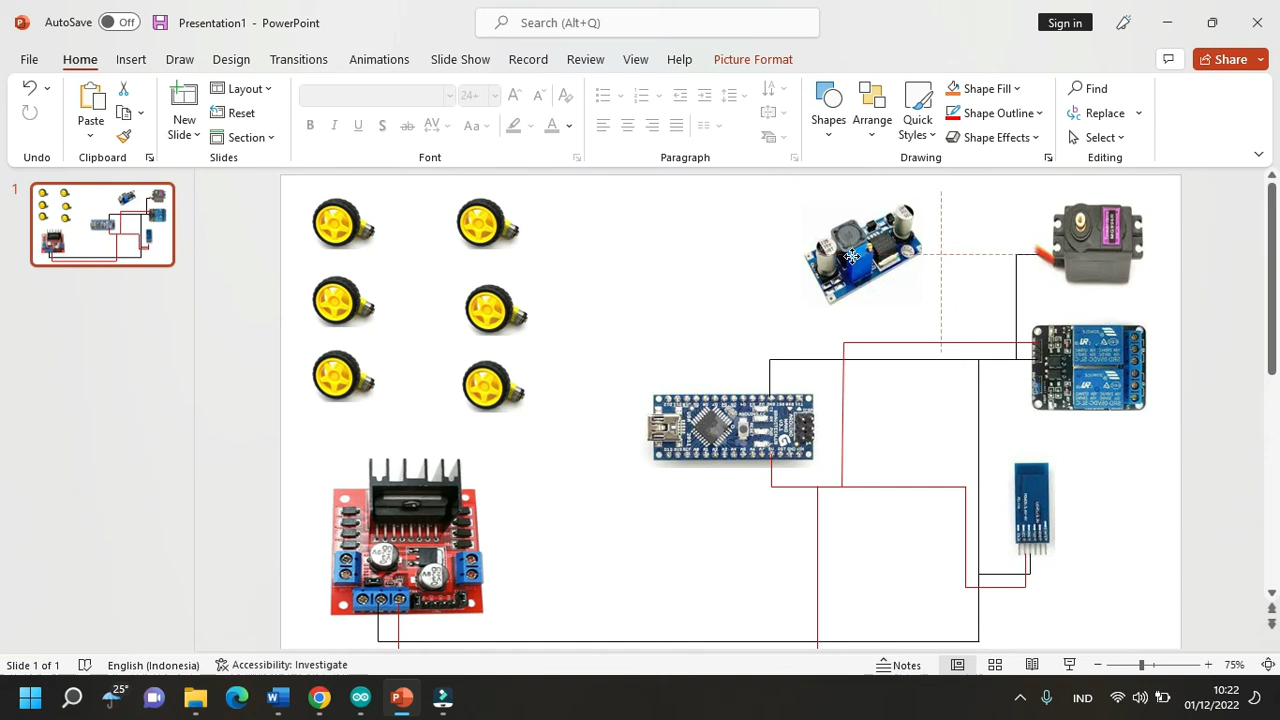 AutoSave Off Presentation1 - PowerPoint Search (Alt+Q) Sign in
File Home Insert Draw Design Transitions Animations Slide Show Record Review View Help Picture Format Share
Paste
New Slide
Layout
Reset
Section
24+
Shapes
Arrange
Quick Styles
Shape Fill
Shape Outline
Shape Effects
Find
Replace
Select
Undo Clipboard Slides Font Paragraph Drawing Editing
1
Slide 1 of 1 English (Indonesia) Accessibility: Investigate Notes 75%
25°
IND
10:22
01/12/2022